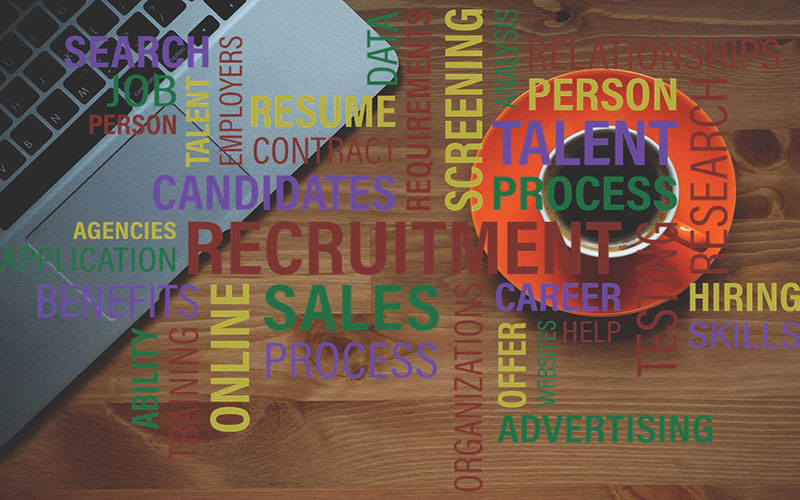 SEARCH
JOB
PERSON
TALENT
EMPLOYERS
DATA
RESUME
CONTRACT
REQUIREMENTS
SCREENING
ANALYSIS
RELATIONSHIPS
PERSON
TALENT
RESEARCH
CANDIDATES
PROCESS
AGENCIES
APPLICATION
RECRUITMENT
TESTING
BENEFITS
ONLINE
SALES
PROCESS
ORGANIZATIONS
CAREER
HIRING
OFFER
WEBSITES
HELP
SKILLS
ABILITY
TRAINING
ADVERTISING